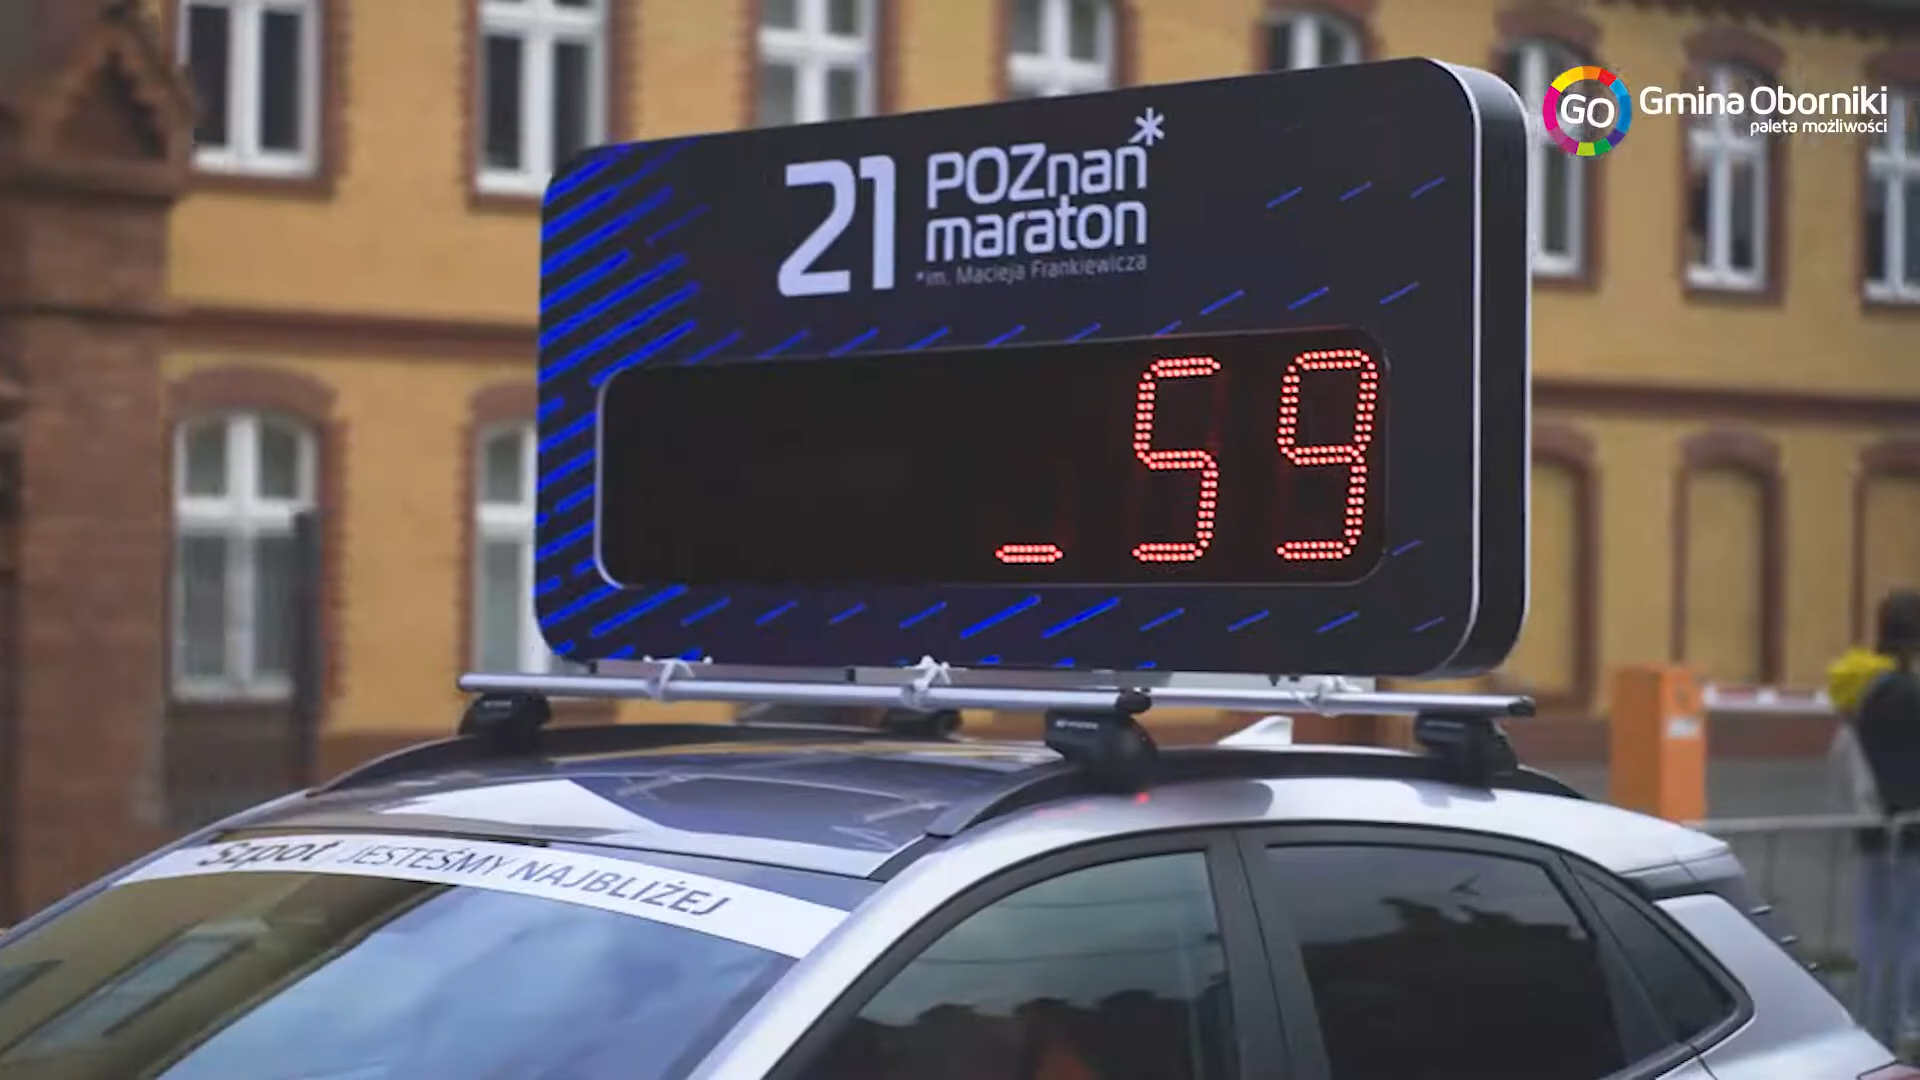 GO
Gmina Oborniki
paleta możliwości
21 POZnan*
maraton
*im. Macieja Frankiewicza
_ 59
Szpot JESTEŚMY NAJBLIŻEJ